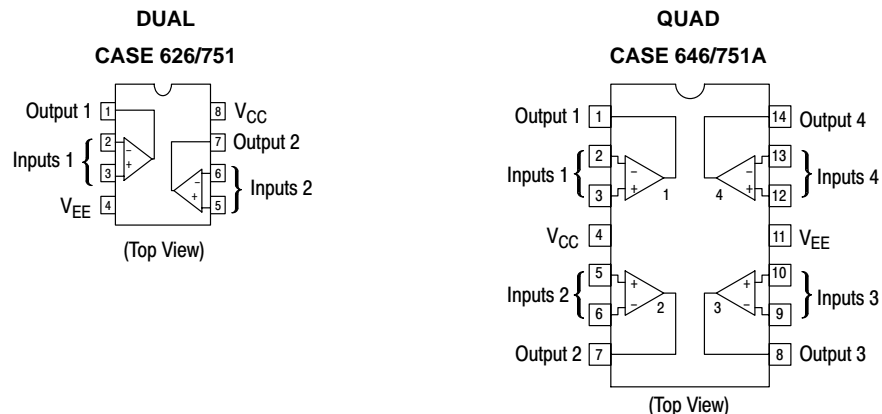 DUAL
CASE 626/751
Output 1 1 8 VCC
2 7 Output 2
Inputs 1 { − + − + 6 } Inputs 2
3 5
VEE 4
(Top View)
QUAD
CASE 646/751A
Output 1 1 14 Output 4
Inputs 1 { 2 − + 1 4 − + 13 } Inputs 4
3 12
VCC 4 11 VEE
Inputs 2 { 5 + − 2 3 + − 10 } Inputs 3
6 9
Output 2 7 8 Output 3
(Top View)